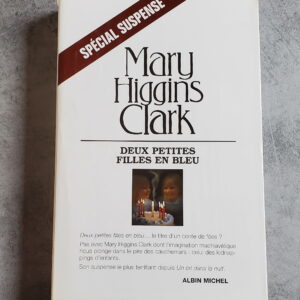 SPÉCIAL SUSPENSE
Mary
Higgins
Clark
DEUX PETITES
FILLES EN BLEU
Deux petites filles en bleu... le titre d'un conte de fées ?
Pas avec Mary Higgins Clark dont l'imagination machiavélique
nous plonge dans le pire des cauchemars : celui des kidnap-
pings d'enfants.
Son suspense le plus terrifiant depuis Un cri dans la nuit.
ALBIN MICHEL